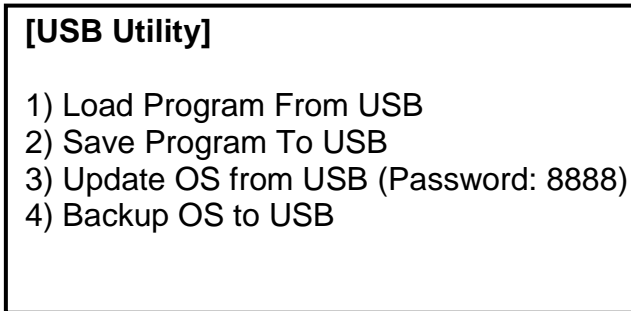 [USB Utility]
1) Load Program From USB
2) Save Program To USB
3) Update OS from USB (Password: 8888)
4) Backup OS to USB